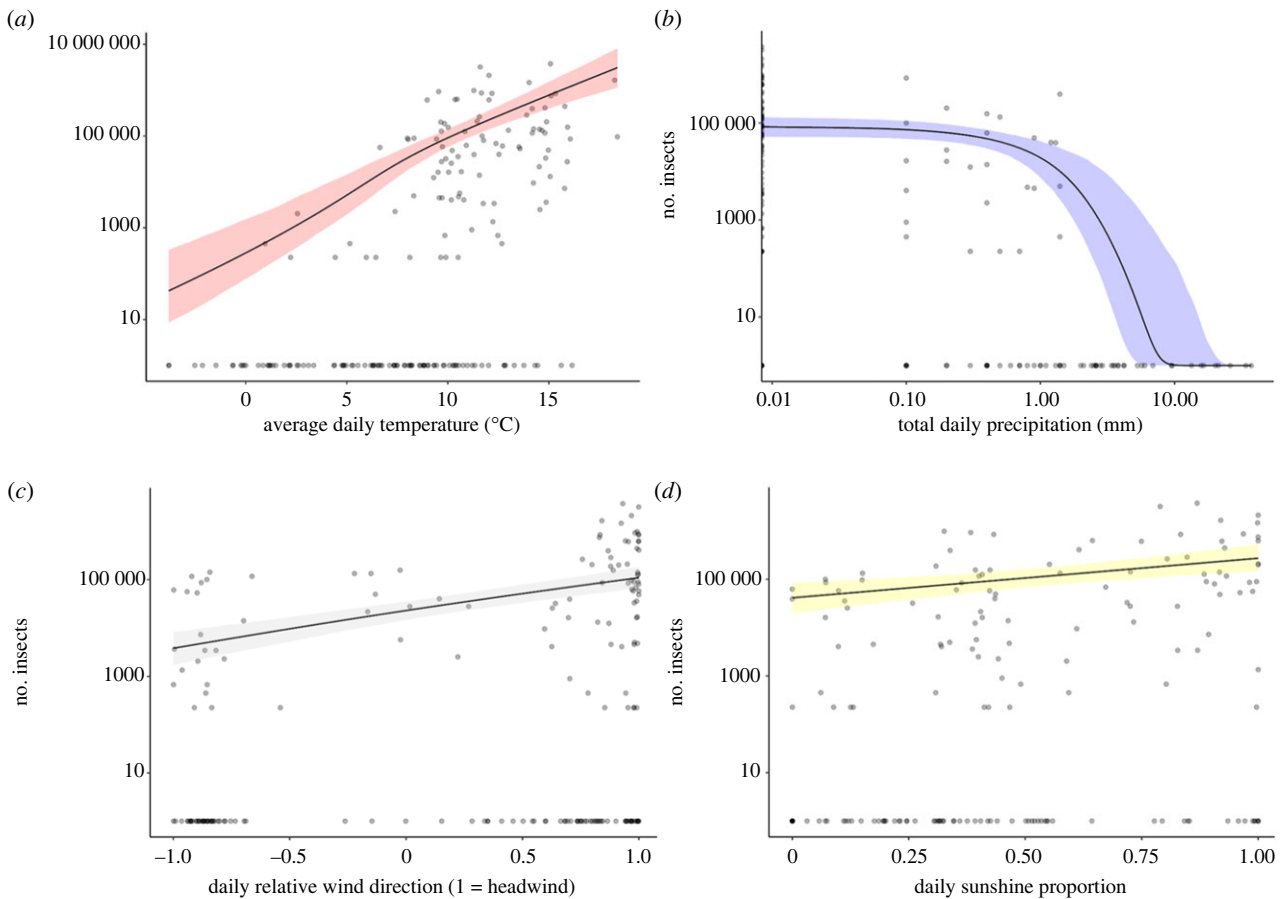 (a)
10 000 000
100 000
1000
10
0 5 10 15
average daily temperature (°C)
(b)
no. insects
100 000
1000
10
0.01 0.10 1.00 10.00
total daily precipitation (mm)
(c)
no. insects
100 000
1000
10
–1.0 –0.5 0 0.5 1.0
daily relative wind direction (1 = headwind)
(d)
no. insects
100 000
1000
10
0 0.25 0.50 0.75 1.00
daily sunshine proportion